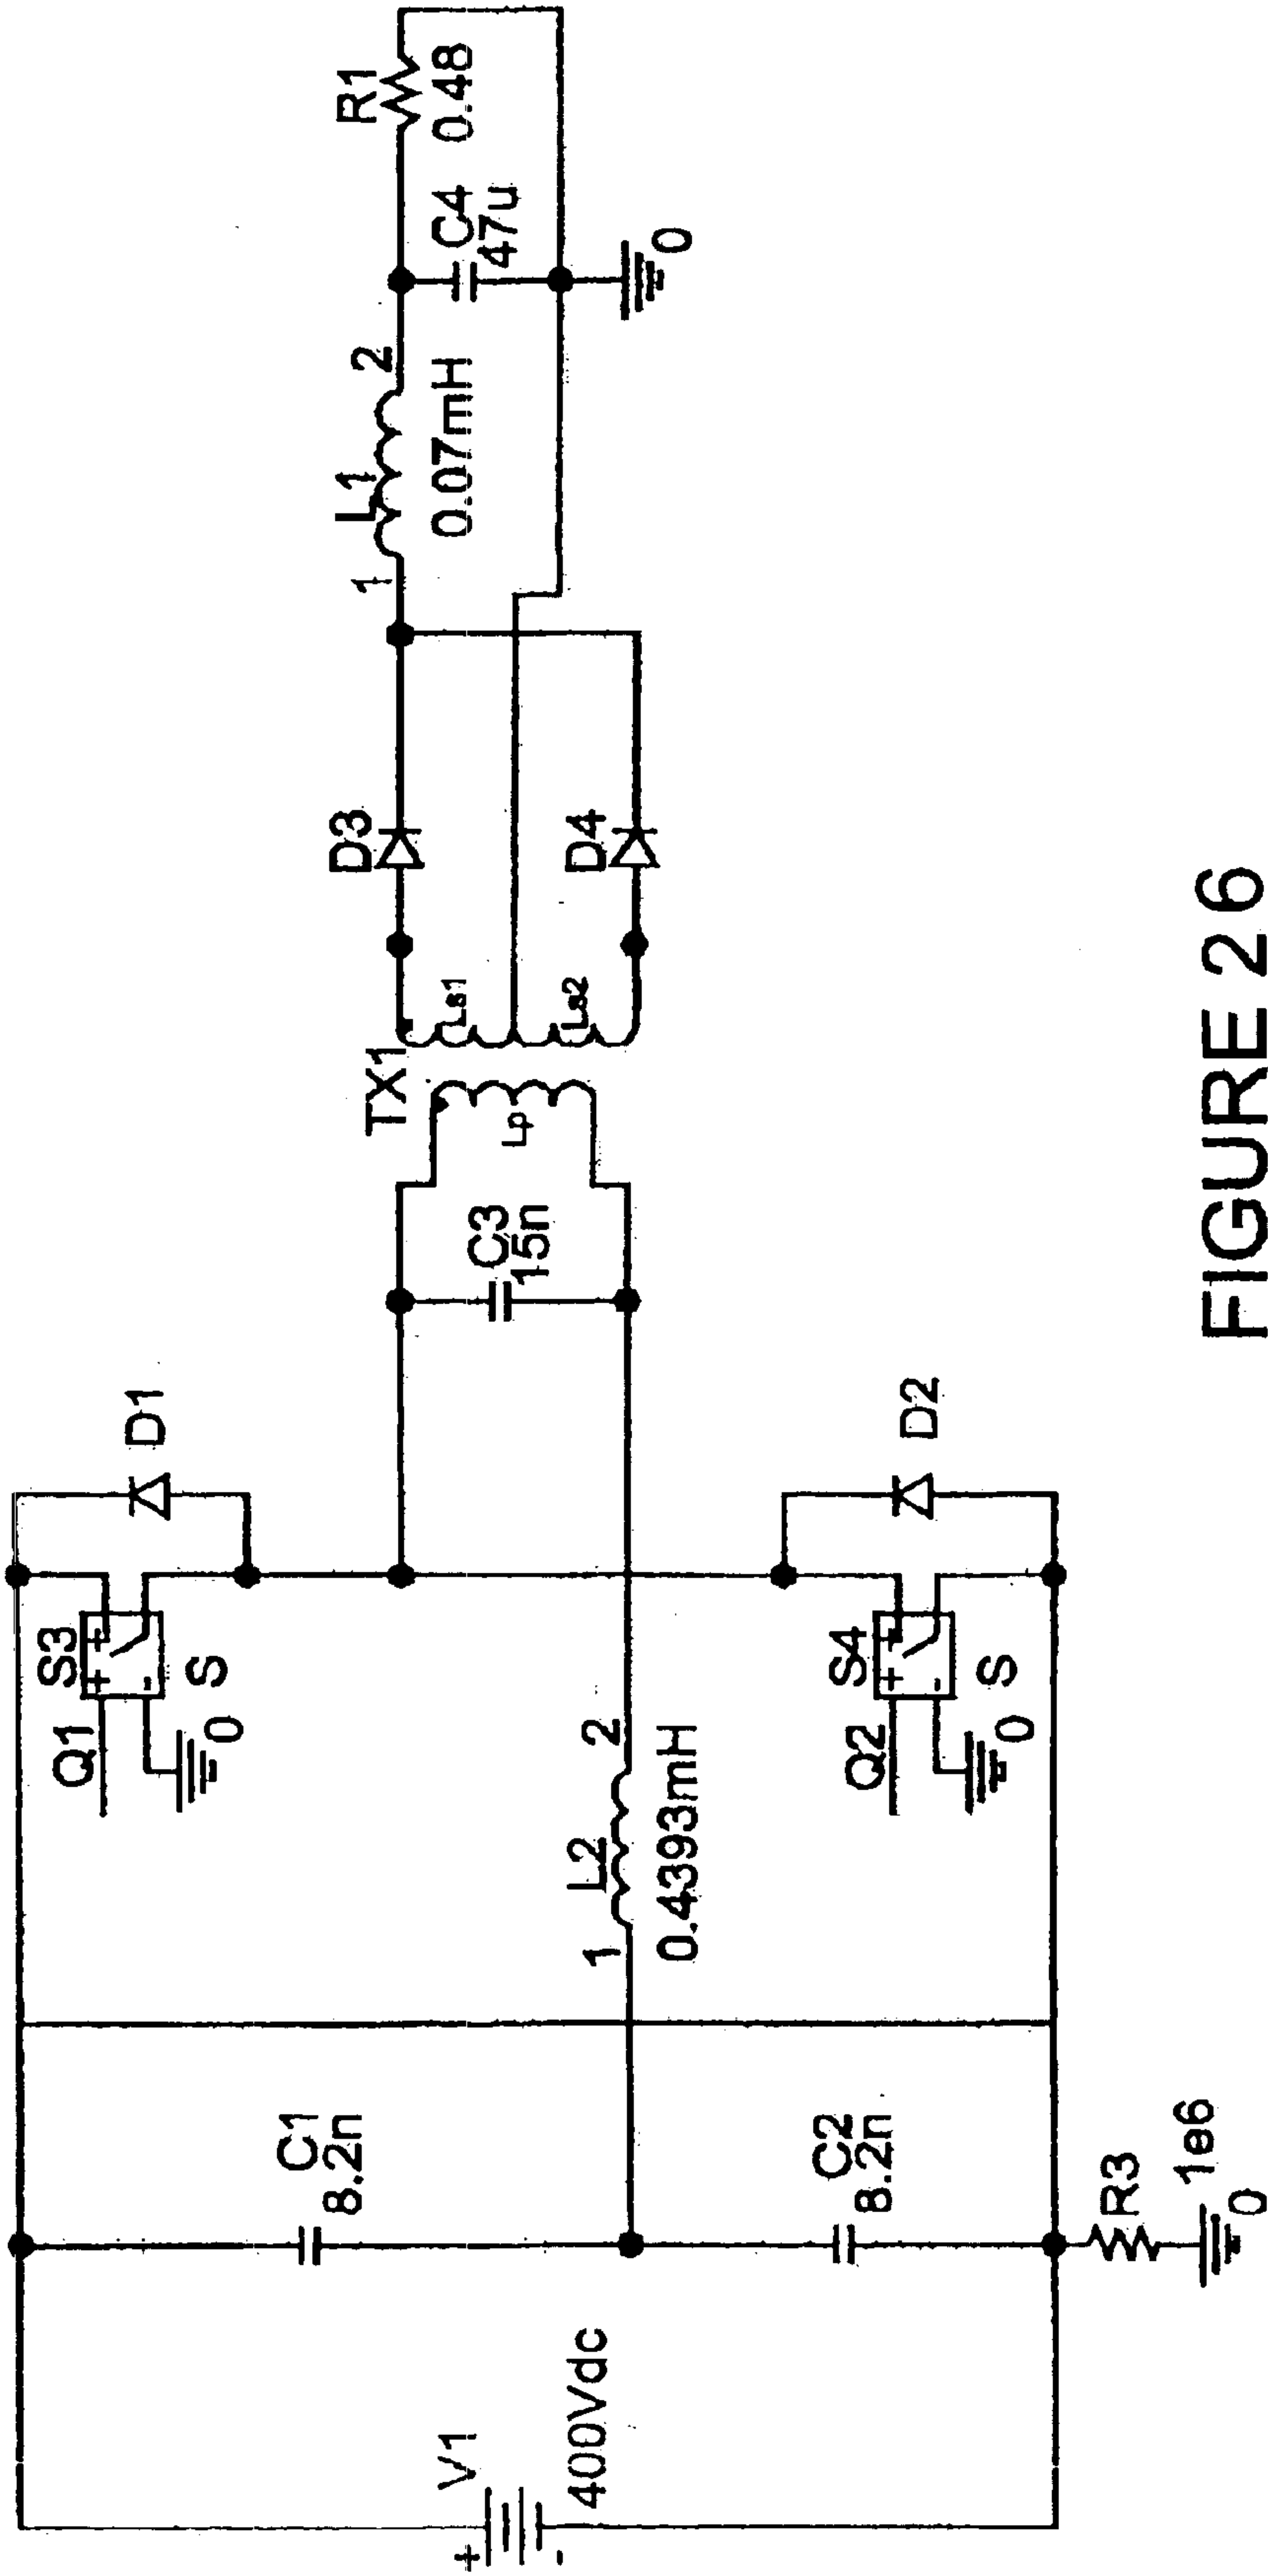 V1
+
-
400Vdc
C1
8.2n
C2
8.2n
R3
1e6
0
L2
1
2
0.4393mH
Q1
S3
+ +
-
S
0
D1
Q2
S4
+ +
-
S
0
D2
C3
15n
TX1
Lp
Ls1
Ls2
D3
D4
L1
1
2
0.07mH
C4
47u
0
R1
0.48
FIGURE 26